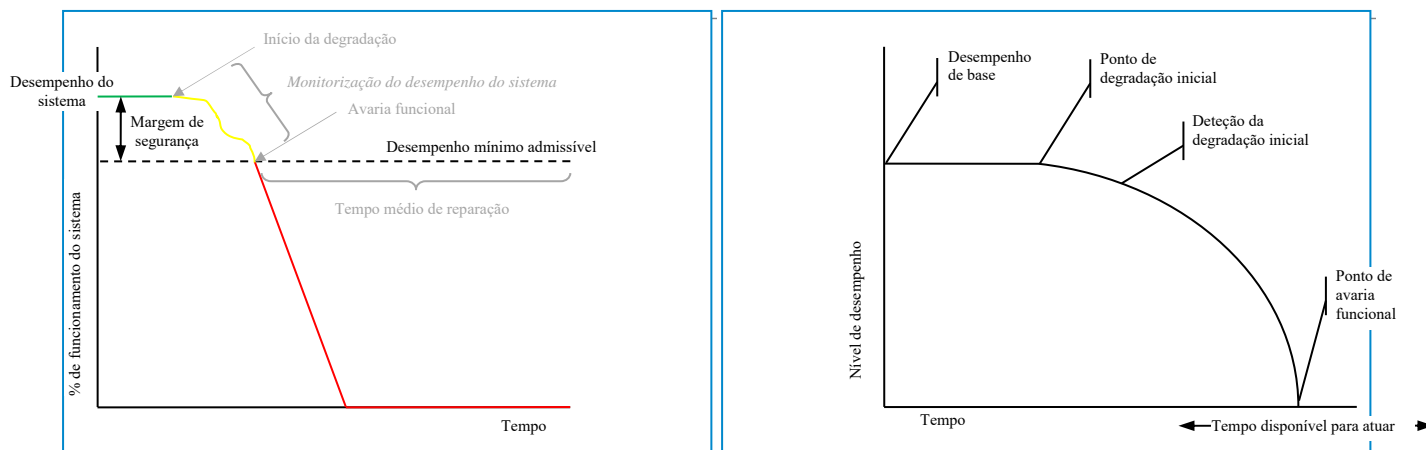 Início da degradação
Desempenho do
sistema
Monitorização do desempenho do sistema
Avaria funcional
Margem de
segurança
Desempenho mínimo admissível
Tempo médio de reparação
% de funcionamento do sistema
Tempo
Desempenho
de base
Ponto de
degradação inicial
Deteção da
degradação inicial
Nível de desempenho
Ponto de
avaria
funcional
Tempo
Tempo disponível para atuar